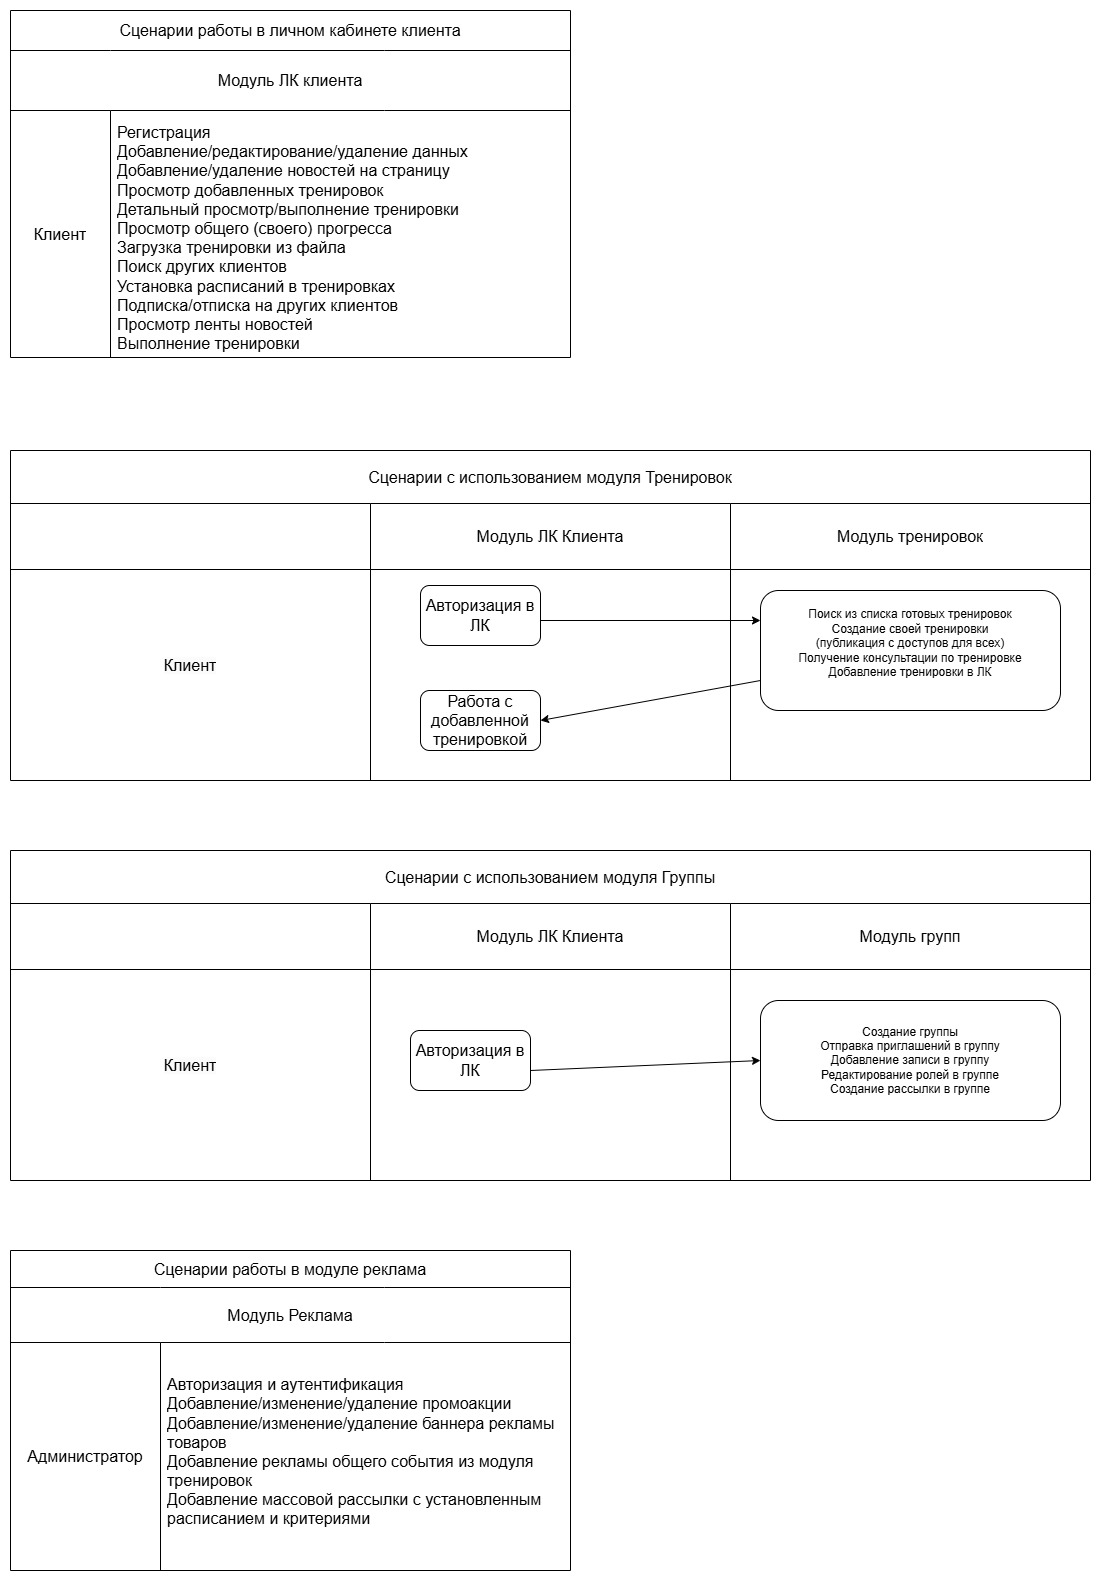 Сценарии работы в личном кабинете клиента
Модуль ЛК клиента
Клиент
Регистрация
Добавление/редактирование/удаление данных
Добавление/удаление новостей на страницу
Просмотр добавленных тренировок
Детальный просмотр/выполнение тренировки
Просмотр общего (своего) прогресса
Загрузка тренировки из файла
Поиск других клиентов
Установка расписаний в тренировках
Подписка/отписка на других клиентов
Просмотр ленты новостей
Выполнение тренировки
Сценарии с использованием модуля Тренировок
Модуль ЛК Клиента
Модуль тренировок
Клиент
Авторизация в
ЛК
Работа с
добавленной
тренировкой
Поиск из списка готовых тренировок
Создание своей тренировки
(публикация с доступов для всех)
Получение консультации по тренировке
Добавление тренировки в ЛК
Сценарии с использованием модуля Группы
Модуль ЛК Клиента
Модуль групп
Клиент
Авторизация в
ЛК
Создание группы
Отправка приглашений в группу
Добавление записи в группу
Редактирование ролей в группе
Создание рассылки в группе
Сценарии работы в модуле реклама
Модуль Реклама
Администратор
Авторизация и аутентификация
Добавление/изменение/удаление промоакции
Добавление/изменение/удаление баннера рекламы
товаров
Добавление рекламы общего события из модуля
тренировок
Добавление массовой рассылки с установленным
расписанием и критериями